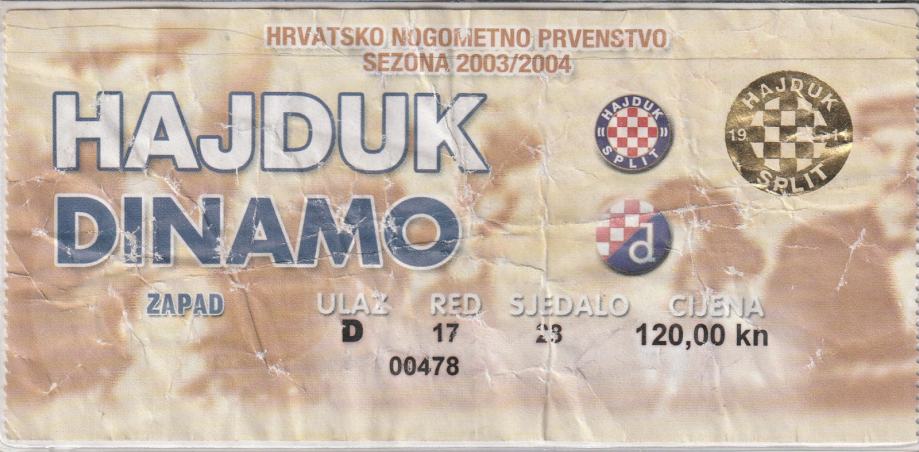 HRVATSKO NOGOMETNO PRVENSTVO
SEZONA 2003/2004
HAJDUK
DINAMO
HAJDUK
SPLIT
d
HAJDUK
19 11
SPLIT
ZAPAD
ULAZ RED SJEDALO CIJENA
D 17 28 120,00 kn
00478